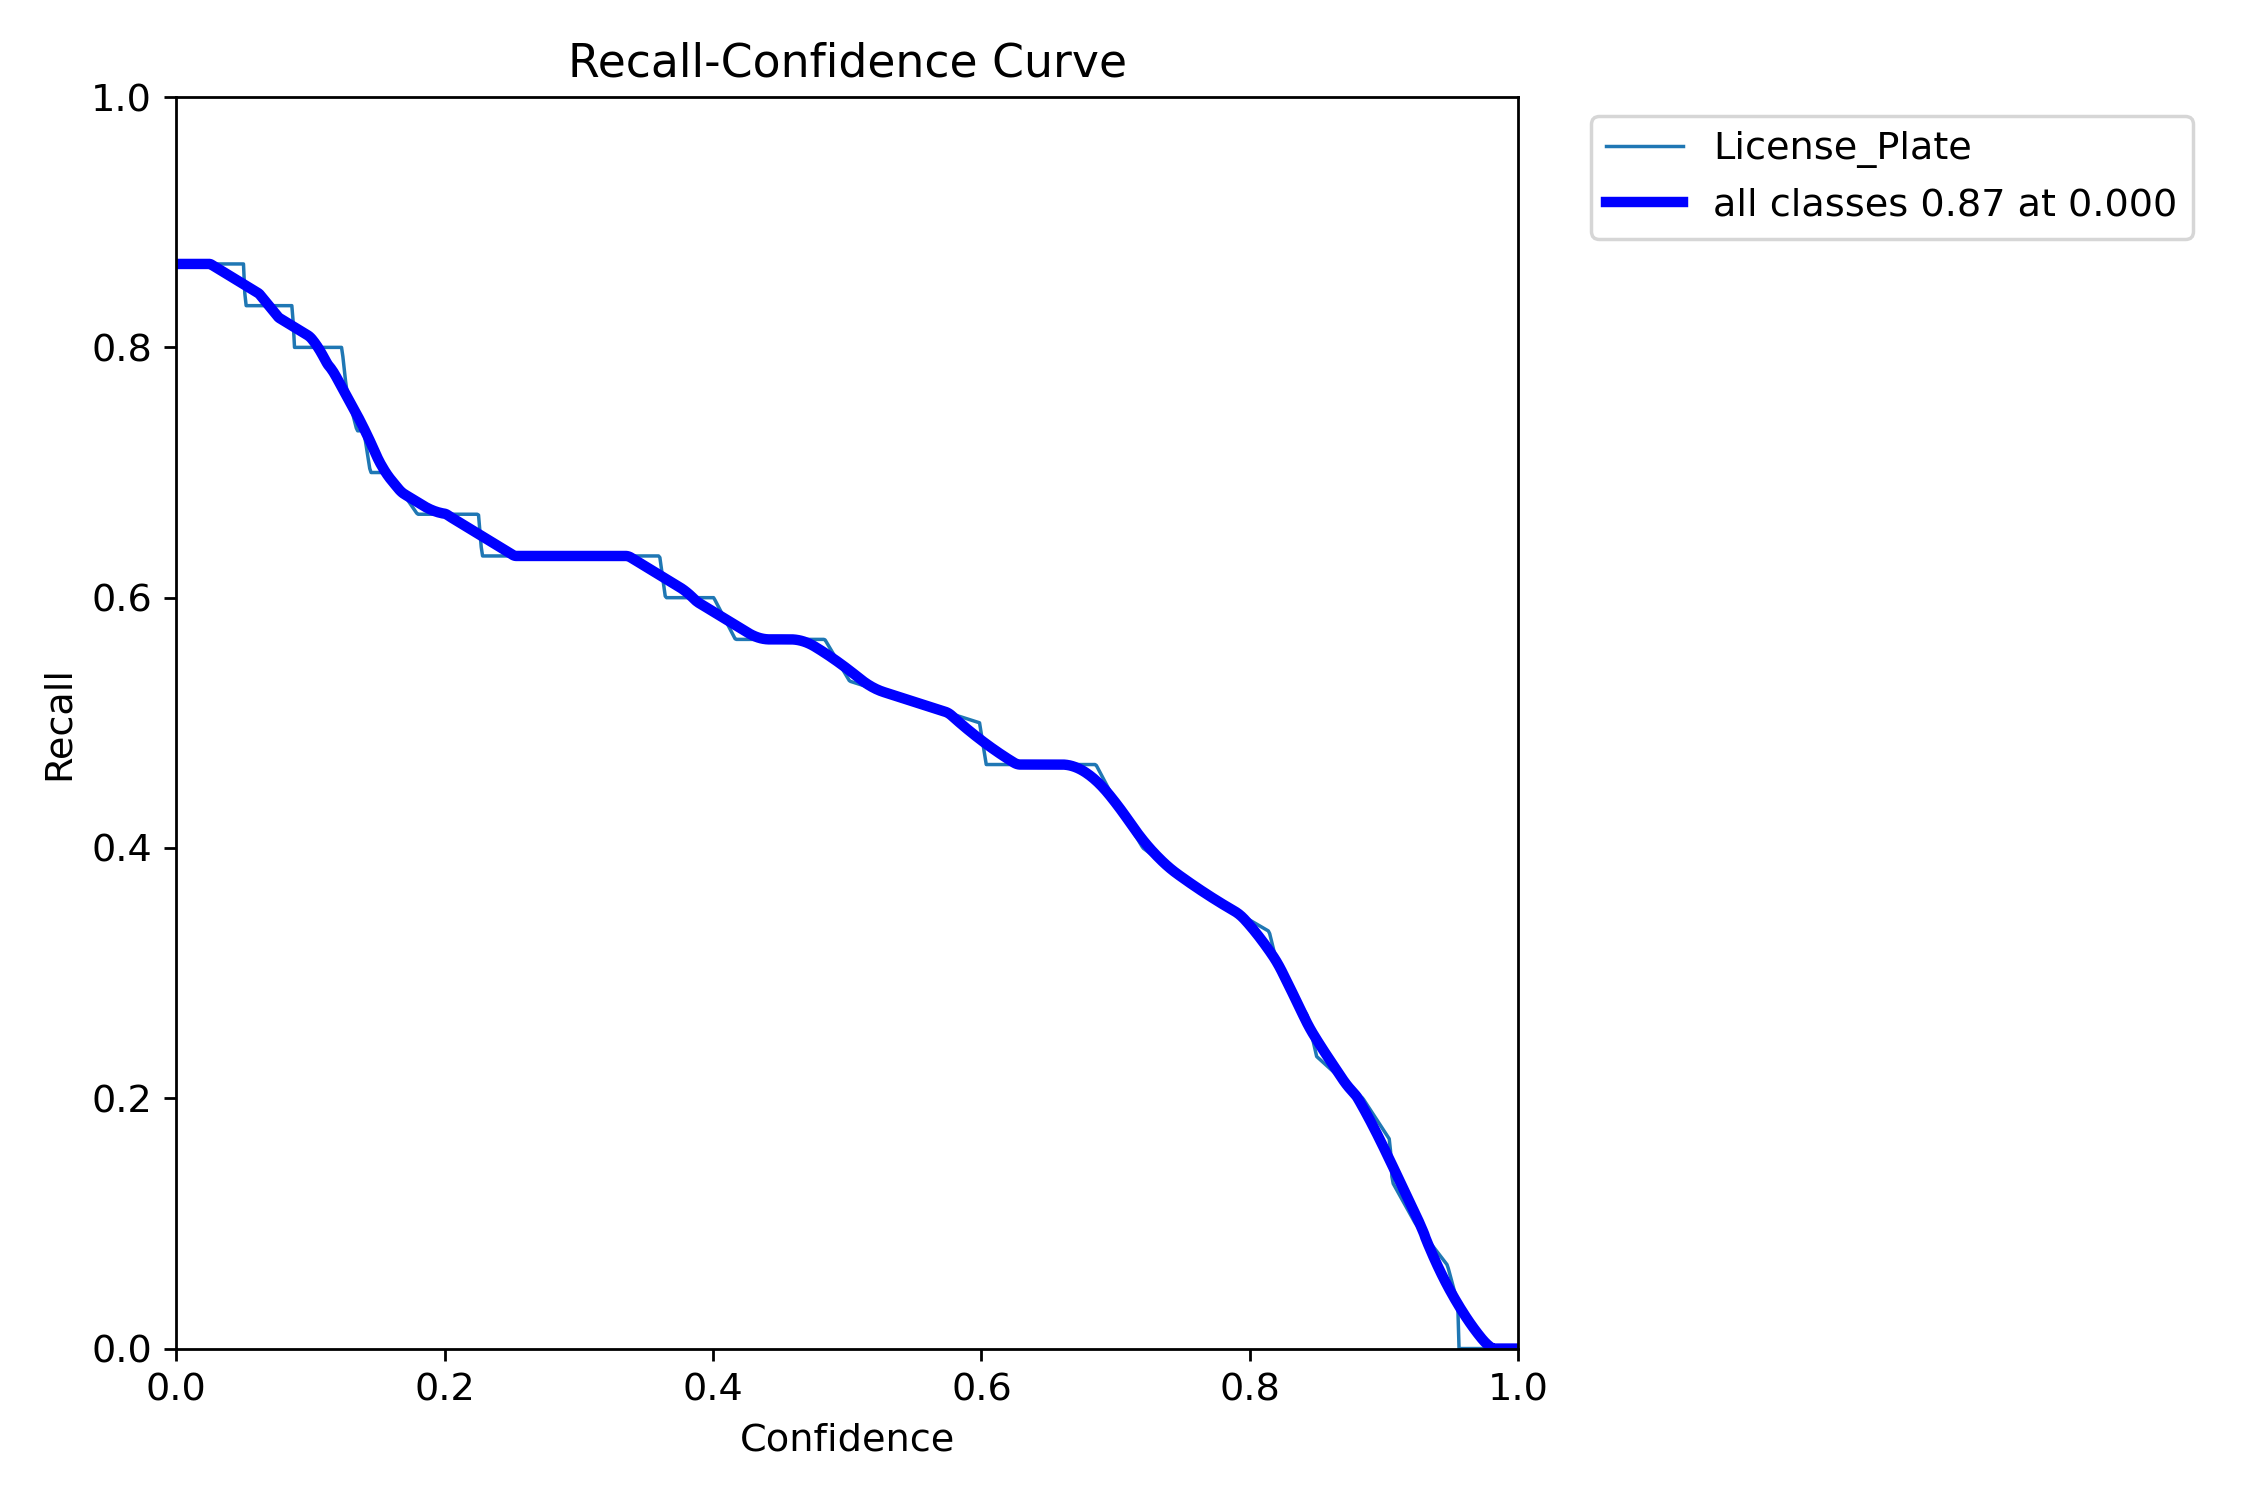 Recall-Confidence Curve
1.0
0.8
0.6
0.4
0.2
0.0
Recall
0.0 0.2 0.4 0.6 0.8 1.0
Confidence
License_Plate
all classes 0.87 at 0.000